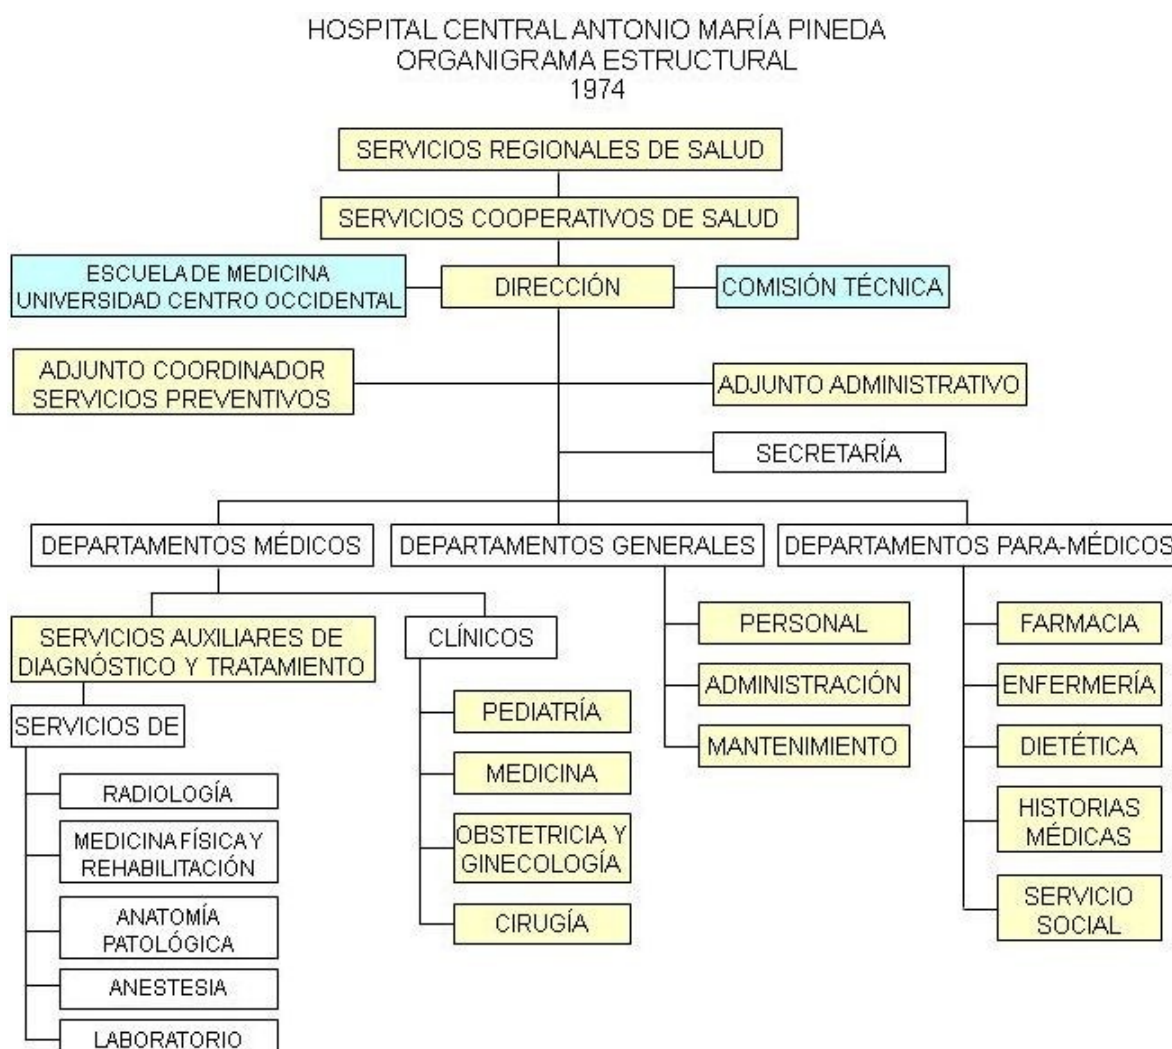 HOSPITAL CENTRAL ANTONIO MARÍA PINEDA
ORGANIGRAMA ESTRUCTURAL
1974
SERVICIOS REGIONALES DE SALUD
SERVICIOS COOPERATIVOS DE SALUD
ESCUELA DE MEDICINA
UNIVERSIDAD CENTRO OCCIDENTAL
DIRECCIÓN
COMISIÓN TÉCNICA
ADJUNTO COORDINADOR
SERVICIOS PREVENTIVOS
ADJUNTO ADMINISTRATIVO
SECRETARÍA
DEPARTAMENTOS MÉDICOS
DEPARTAMENTOS GENERALES
DEPARTAMENTOS PARA-MÉDICOS
SERVICIOS AUXILIARES DE
DIAGNÓSTICO Y TRATAMIENTO
SERVICIOS DE
RADIOLOGÍA
MEDICINA FÍSICA Y
REHABILITACIÓN
ANATOMÍA
PATOLÓGICA
ANESTESIA
LABORATORIO
CLÍNICOS
PEDIATRÍA
MEDICINA
OBSTETRICIA Y
GINECOLOGÍA
CIRUGÍA
PERSONAL
ADMINISTRACIÓN
MANTENIMIENTO
FARMACIA
ENFERMERÍA
DIETÉTICA
HISTORIAS
MÉDICAS
SERVICIO
SOCIAL